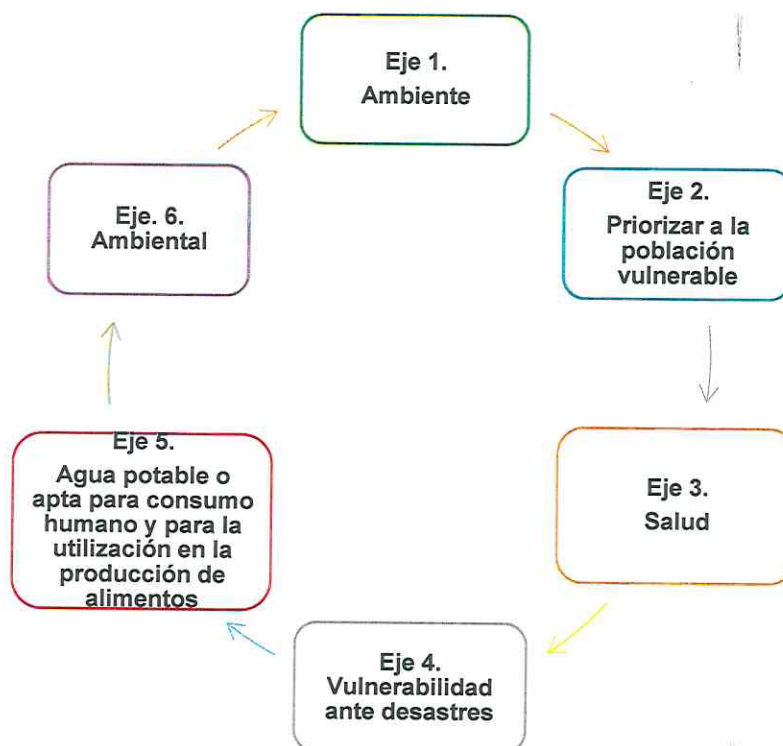 Eje 1.
Ambiente
Eje 2.
Priorizar a la
población
vulnerable
Eje 3.
Salud
Eje 4.
Vulnerabilidad
ante desastres
Eje 5.
Agua potable o
apta para consumo
humano y para la
utilización en la
producción de
alimentos
Eje. 6.
Ambiental